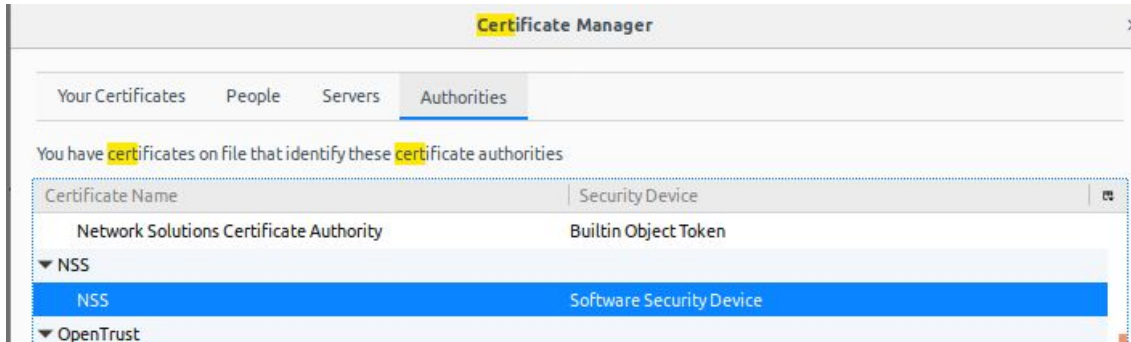 Certificate Manager
Your Certificates People Servers Authorities
You have certificates on file that identify these certificate authorities
Certificate Name Security Device
Network Solutions Certificate Authority Builtin Object Token
NSS
NSS Software Security Device
OpenTrust